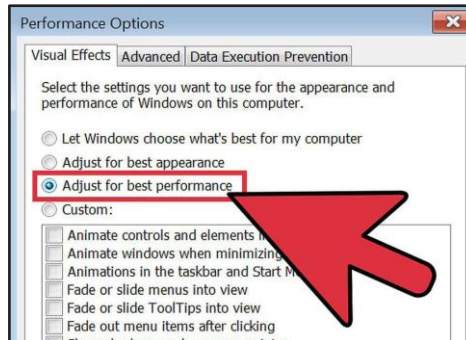 Performance Options
Visual Effects Advanced Data Execution Prevention
Select the settings you want to use for the appearance and
performance of Windows on this computer.
Let Windows choose what's best for my computer
Adjust for best appearance
Adjust for best performance
Custom:
Animate controls and elements
Animate windows when minimizing
Animations in the taskbar and Start
Fade or slide menus into view
Fade or slide ToolTips into view
Fade out menu items after clicking